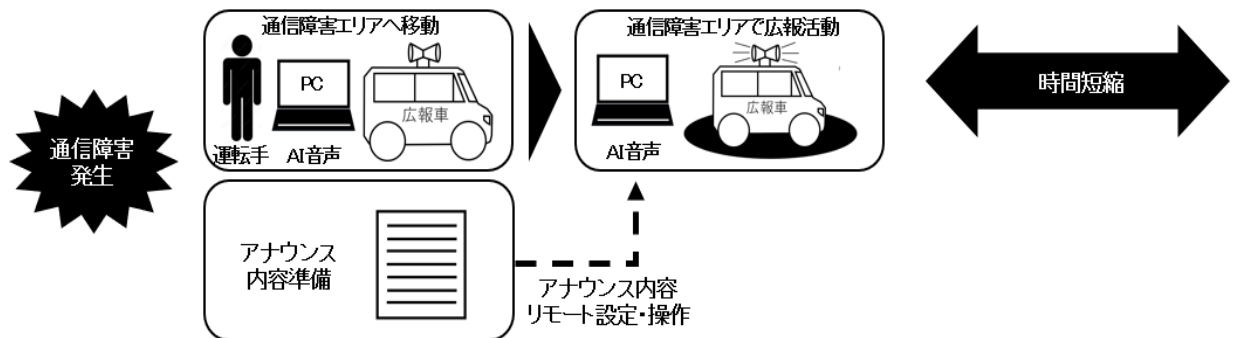 通信障害
発生
通信障害エリアへ移動
PC
広報車
運転手
AI音声
アナウンス
内容準備
通信障害エリアで広報活動
PC
広報車
AI音声
アナウンス内容
リモート設定・操作
時間短縮